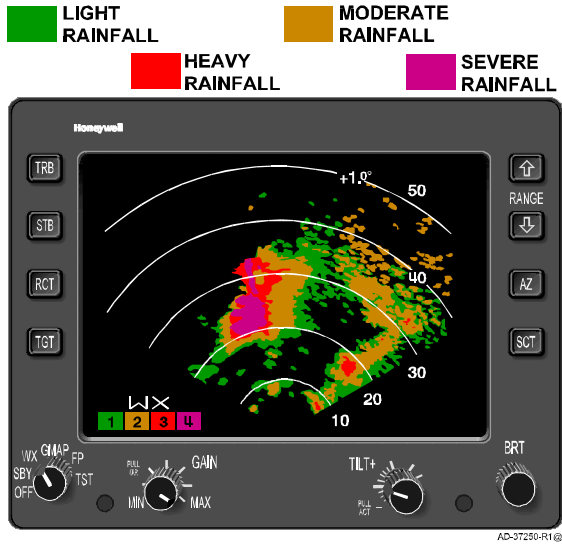 LIGHT
RAINFALL
MODERATE
RAINFALL
HEAVY
RAINFALL
SEVERE
RAINFALL
Honeywell
TRB
STB
RCT
TGT
+1.0°
50
40
30
20
10
WX
1 2 3 4
RANGE
AZ
SCT
WX GMAP FP
SBY TST
OFF
PULL
VAR
GAIN
MIN MAX
TILT+
PULL
ACT
BRT
AD-37250-R1@